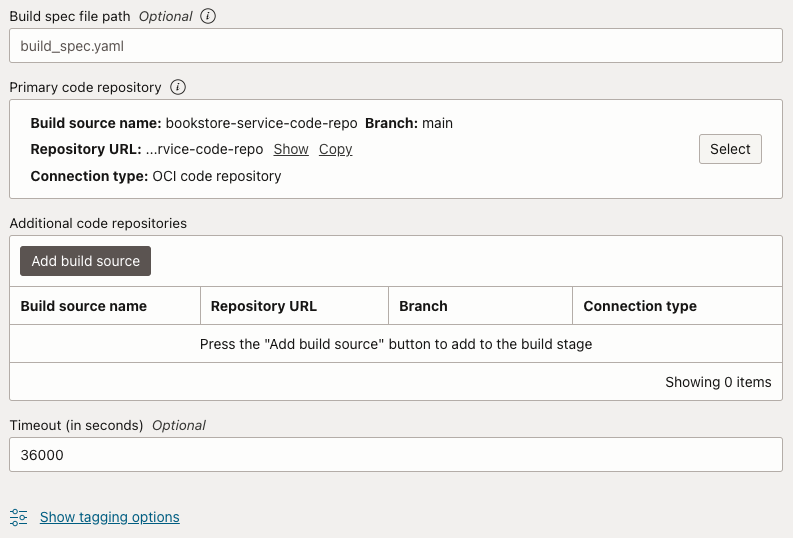 Build spec file path Optional
build_spec.yaml
Primary code repository
Build source name: bookstore-service-code-repo Branch: main
Repository URL: ...rvice-code-repo Show Copy
Select
Connection type: OCI code repository
Additional code repositories
Add build source
Build source name Repository URL Branch Connection type
Press the "Add build source" button to add to the build stage
Showing 0 items
Timeout (in seconds) Optional
36000
Show tagging options